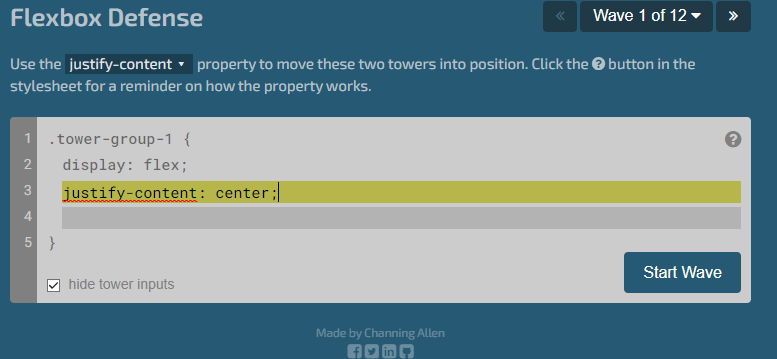 Flexbox Defense
« Wave 1 of 12 ▾ »
Use the justify-content ▾ property to move these two towers into position. Click the ? button in the
stylesheet for a reminder on how the property works.
1 .tower-group-1 { ?
2 display: flex;
3 justify-content: center;
4
5 }
hide tower inputs
Start Wave
Made by Channing Allen